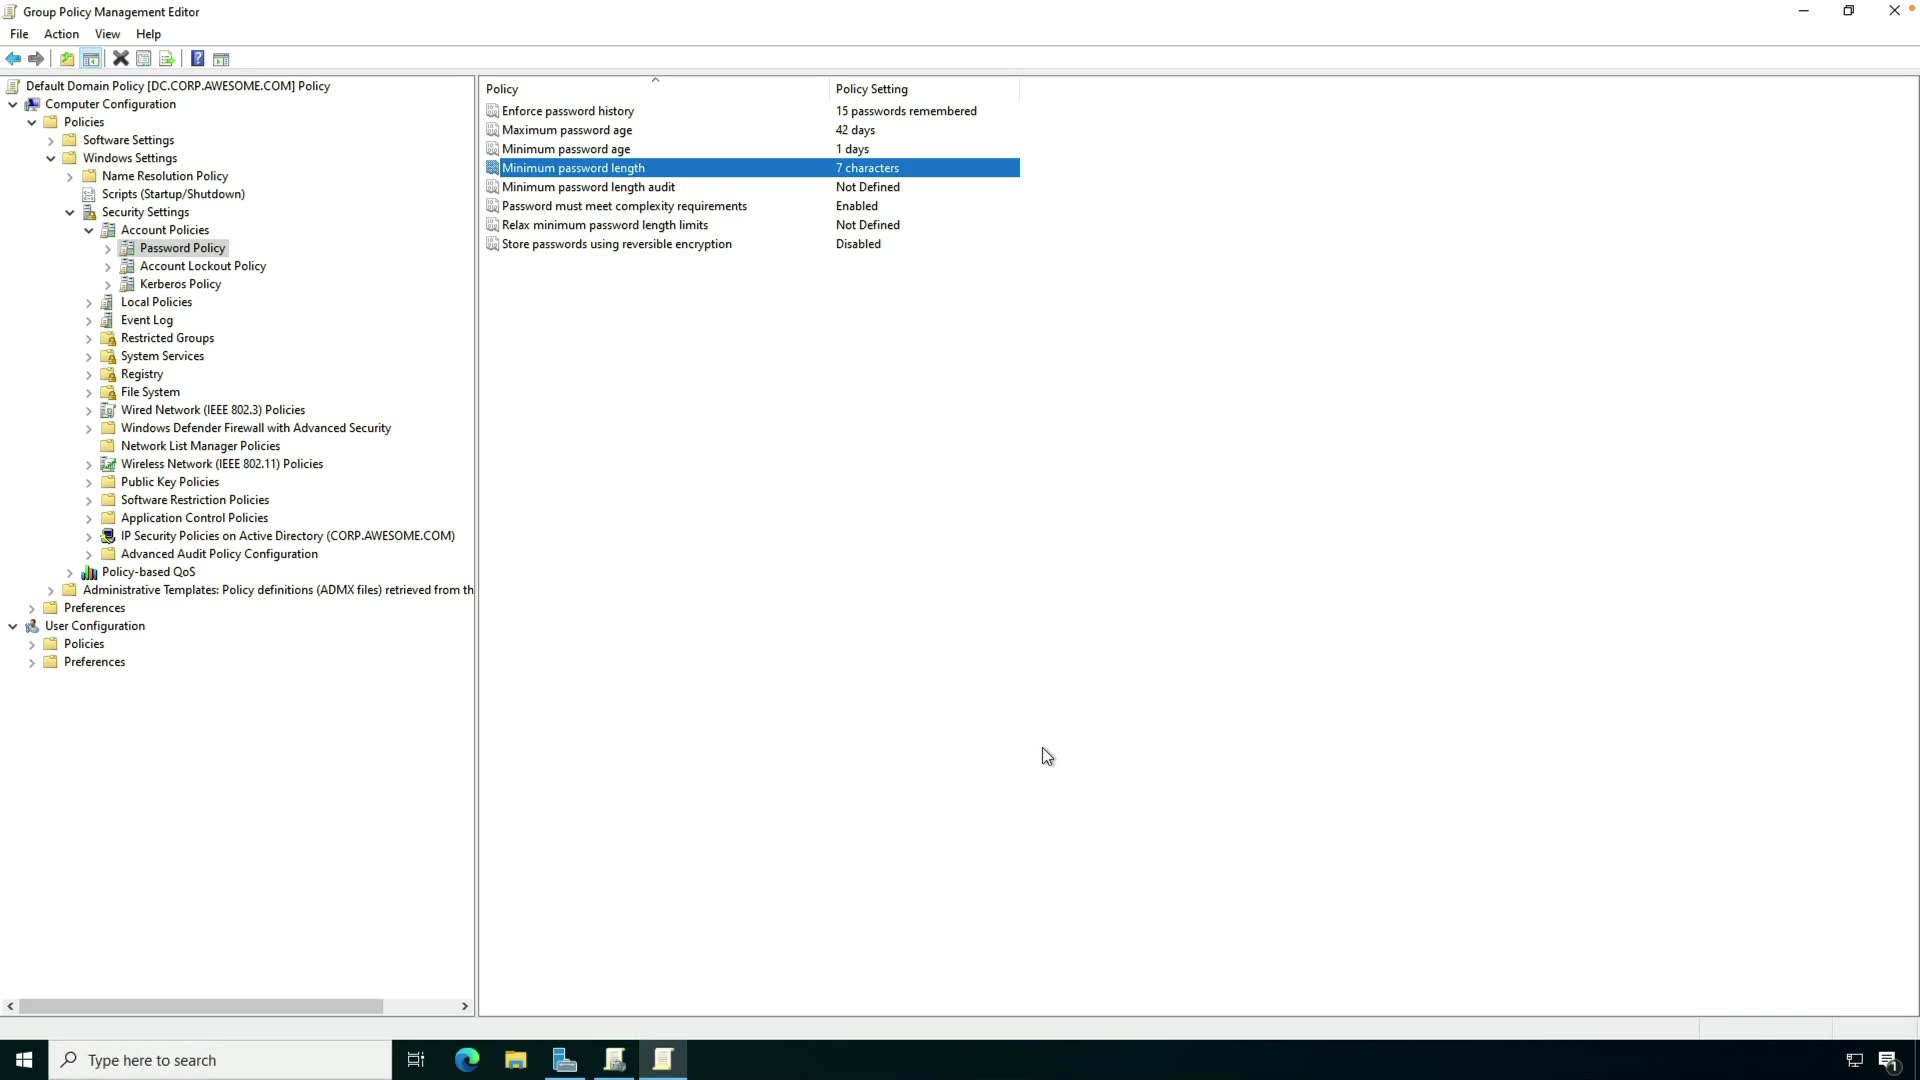 Group Policy Management Editor
File Action View Help
Default Domain Policy [DC.CORP.AWESOME.COM] Policy
Computer Configuration
Policies
Software Settings
Windows Settings
Name Resolution Policy
Scripts (Startup/Shutdown)
Security Settings
Account Policies
Password Policy
Account Lockout Policy
Kerberos Policy
Local Policies
Event Log
Restricted Groups
System Services
Registry
File System
Wired Network (IEEE 802.3) Policies
Windows Defender Firewall with Advanced Security
Network List Manager Policies
Wireless Network (IEEE 802.11) Policies
Public Key Policies
Software Restriction Policies
Application Control Policies
IP Security Policies on Active Directory (CORP.AWESOME.COM)
Advanced Audit Policy Configuration
Policy-based QoS
Administrative Templates: Policy definitions (ADMX files) retrieved from th
Preferences
User Configuration
Policies
Preferences
Policy Policy Setting
Enforce password history 15 passwords remembered
Maximum password age 42 days
Minimum password age 1 days
Minimum password length 7 characters
Minimum password length audit Not Defined
Password must meet complexity requirements Enabled
Relax minimum password length limits Not Defined
Store passwords using reversible encryption Disabled
Type here to search
1